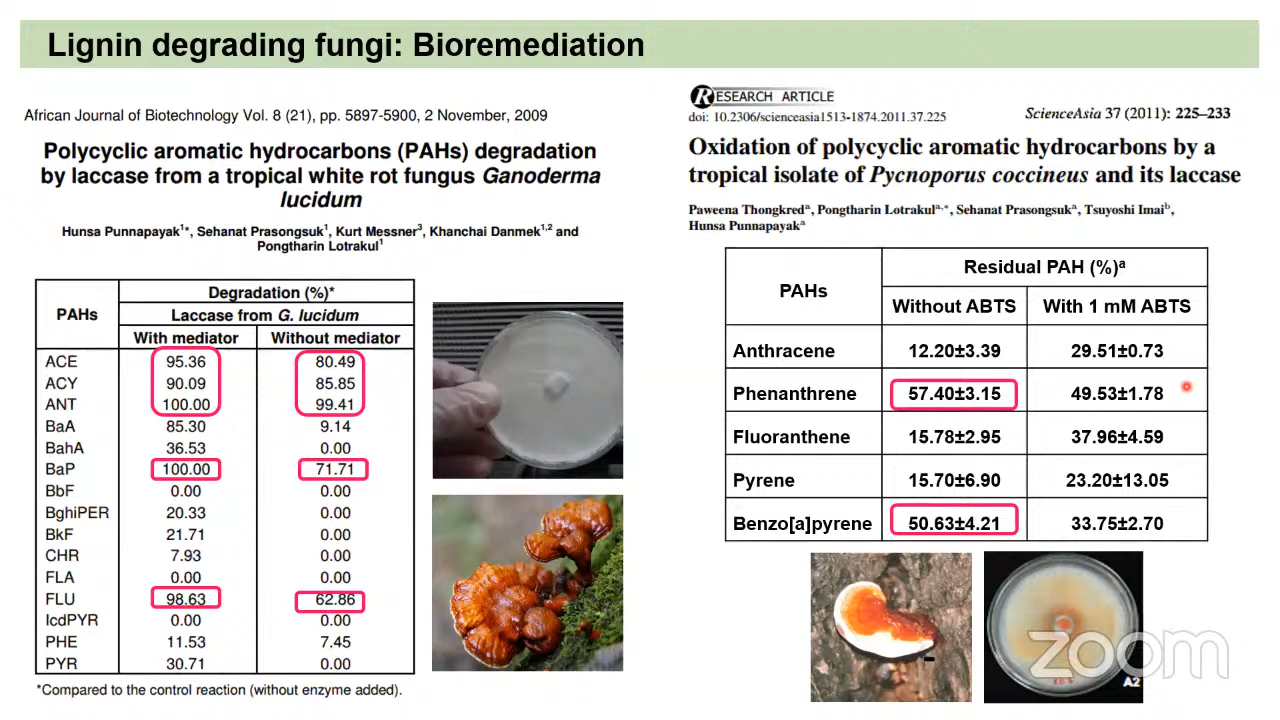 Lignin degrading fungi: Bioremediation
African Journal of Biotechnology Vol. 8 (21), pp. 5897-5900, 2 November, 2009
Polycyclic aromatic hydrocarbons (PAHs) degradation
by laccase from a tropical white rot fungus Ganoderma
lucidum
Hunsa Punnapayak1*, Sehanat Prasongsuk1, Kurt Messner3, Khanchai Danmek1,2 and
Pongtharin Lotrakul1
PAHs
Degradation (%)*
Laccase from G. lucidum
With mediator Without mediator
ACE 95.36 80.49
ACY 90.09 85.85
ANT 100.00 99.41
BaA 85.30 9.14
BahA 36.53 0.00
BaP 100.00 71.71
BbF 0.00 0.00
BghiPER 20.33 0.00
BkF 21.71 0.00
CHR 7.93 0.00
FLA 0.00 0.00
FLU 98.63 62.86
IcdPYR 0.00 0.00
PHE 11.53 7.45
PYR 30.71 0.00
*Compared to the control reaction (without enzyme added).
RESEARCH ARTICLE
doi: 10.2306/scienceasia1513-1874.2011.37.225
ScienceAsia 37 (2011): 225–233
Oxidation of polycyclic aromatic hydrocarbons by a
tropical isolate of Pycnoporus coccineus and its laccase
Paweena Thongkreda, Pongtharin Lotrakula,*, Sehanat Prasongsuka, Tsuyoshi Imaib,
Hunsa Punnapayaka
PAHs
Residual PAH (%)a
Without ABTS With 1 mM ABTS
Anthracene 12.20±3.39 29.51±0.73
Phenanthrene 57.40±3.15 49.53±1.78
Fluoranthene 15.78±2.95 37.96±4.59
Pyrene 15.70±6.90 23.20±13.05
Benzo[a]pyrene 50.63±4.21 33.75±2.70
zoom
A2